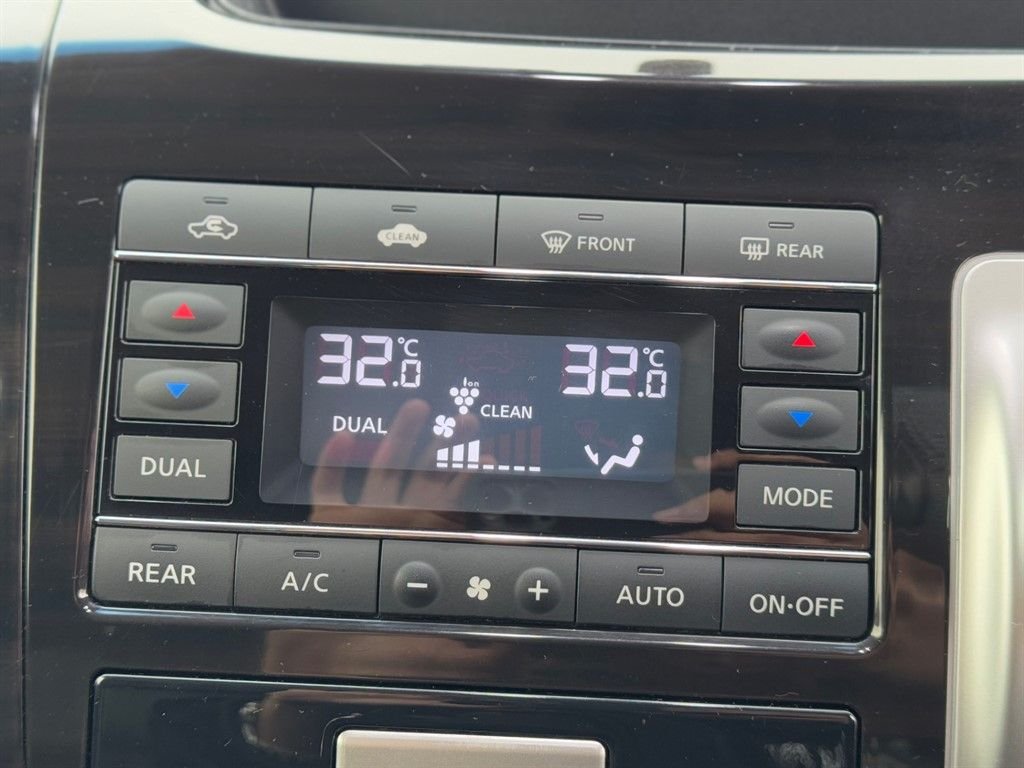 CLEAN
FRONT
REAR
32.0°C
32.0°C
ion
CLEAN
DUAL
DUAL
MODE
REAR
A/C
−
+
AUTO
ON•OFF